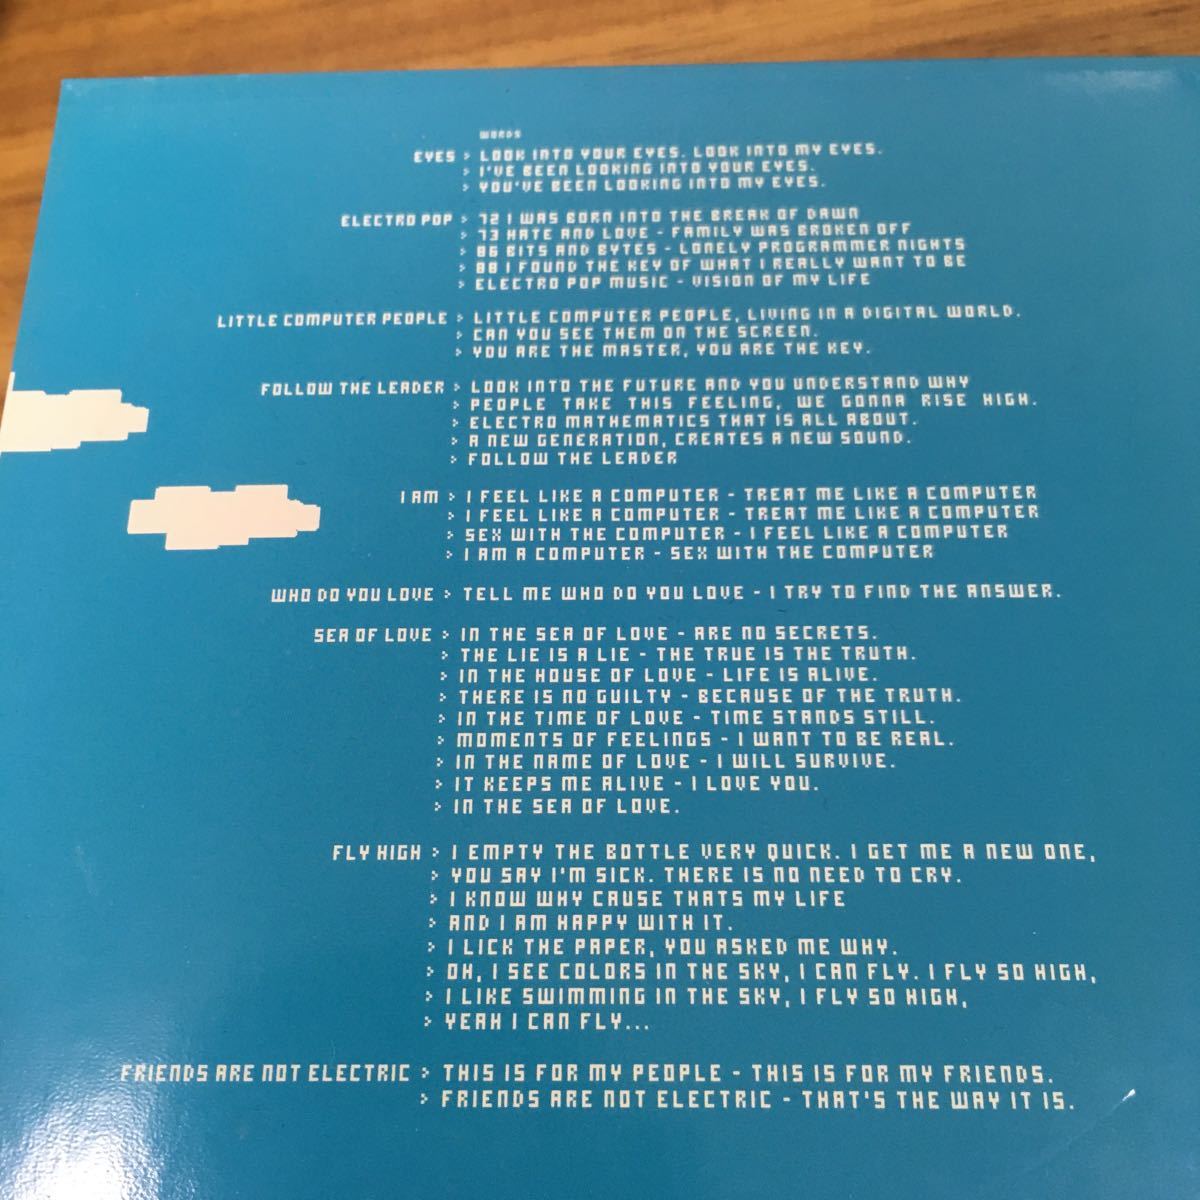 WORDS
EYES > LOOK INTO YOUR EYES. LOOK INTO MY EYES.
> I'VE BEEN LOOKING INTO YOUR EYES.
> YOU'VE BEEN LOOKING INTO MY EYES.
ELECTRO POP > 72 I WAS BORN INTO THE BREAK OF DAWN
> 73 HATE AND LOVE - FAMILY WAS BROKEN OFF
> 86 BITS AND BYTES - LONELY PROGRAMMER NIGHTS
> 88 I FOUND THE KEY OF WHAT I REALLY WANT TO BE
> ELECTRO POP MUSIC - VISION OF MY LIFE
LITTLE COMPUTER PEOPLE > LITTLE COMPUTER PEOPLE, LIVING IN A DIGITAL WORLD.
> CAN YOU SEE THEM ON THE SCREEN.
> YOU ARE THE MASTER, YOU ARE THE KEY.
FOLLOW THE LEADER > LOOK INTO THE FUTURE AND YOU UNDERSTAND WHY
> PEOPLE TAKE THIS FEELING, WE GONNA RISE HIGH.
> ELECTRO MATHEMATICS THAT IS ALL ABOUT.
> A NEW GENERATION, CREATES A NEW SOUND.
> FOLLOW THE LEADER
I AM > I FEEL LIKE A COMPUTER - TREAT ME LIKE A COMPUTER
> I FEEL LIKE A COMPUTER - TREAT ME LIKE A COMPUTER
> SEX WITH THE COMPUTER - I FEEL LIKE A COMPUTER
> I AM A COMPUTER - SEX WITH THE COMPUTER
WHO DO YOU LOVE > TELL ME WHO DO YOU LOVE - I TRY TO FIND THE ANSWER.
SEA OF LOVE > IN THE SEA OF LOVE - ARE NO SECRETS.
> THE LIE IS A LIE - THE TRUE IS THE TRUTH.
> IN THE HOUSE OF LOVE - LIFE IS ALIVE.
> THERE IS NO GUILTY - BECAUSE OF THE TRUTH.
> IN THE TIME OF LOVE - TIME STANDS STILL.
> MOMENTS OF FEELINGS - I WANT TO BE REAL.
> IN THE NAME OF LOVE - I WILL SURVIVE.
> IT KEEPS ME ALIVE - I LOVE YOU.
> IN THE SEA OF LOVE.
FLY HIGH > I EMPTY THE BOTTLE VERY QUICK. I GET ME A NEW ONE,
> YOU SAY I'M SICK. THERE IS NO NEED TO CRY.
> I KNOW WHY CAUSE THATS MY LIFE
> AND I AM HAPPY WITH IT.
> I LICK THE PAPER, YOU ASKED ME WHY.
> OH, I SEE COLORS IN THE SKY, I CAN FLY. I FLY SO HIGH,
> I LIKE SWIMMING IN THE SKY, I FLY SO HIGH,
> YEAH I CAN FLY...
FRIENDS ARE NOT ELECTRIC > THIS IS FOR MY PEOPLE - THIS IS FOR MY FRIENDS.
> FRIENDS ARE NOT ELECTRIC - THAT'S THE WAY IT IS.